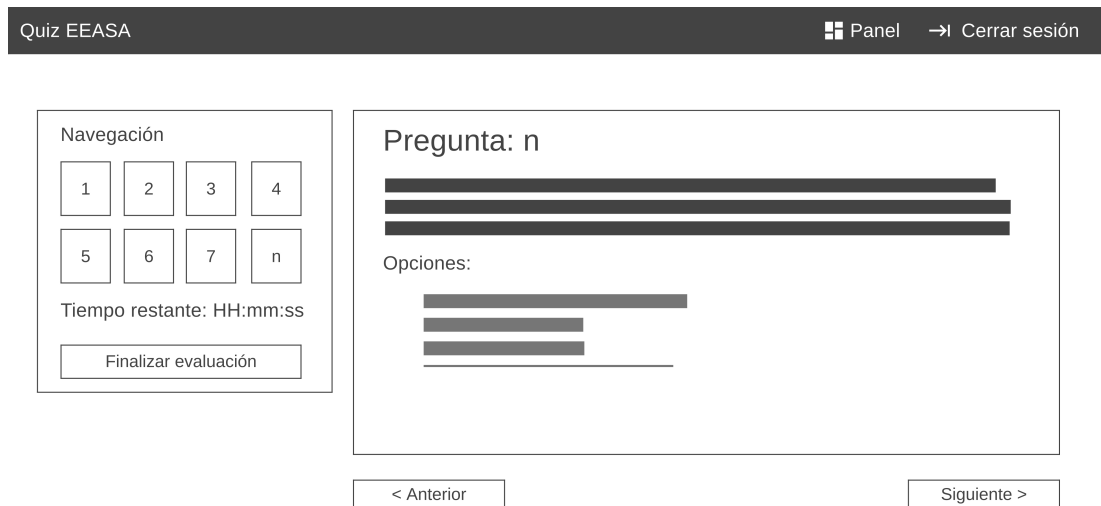 Quiz EEASA
Panel
Cerrar sesión
Navegación
1 2 3 4
5 6 7 n
Tiempo restante: HH:mm:ss
Finalizar evaluación
Pregunta: n
Opciones:
< Anterior
Siguiente >